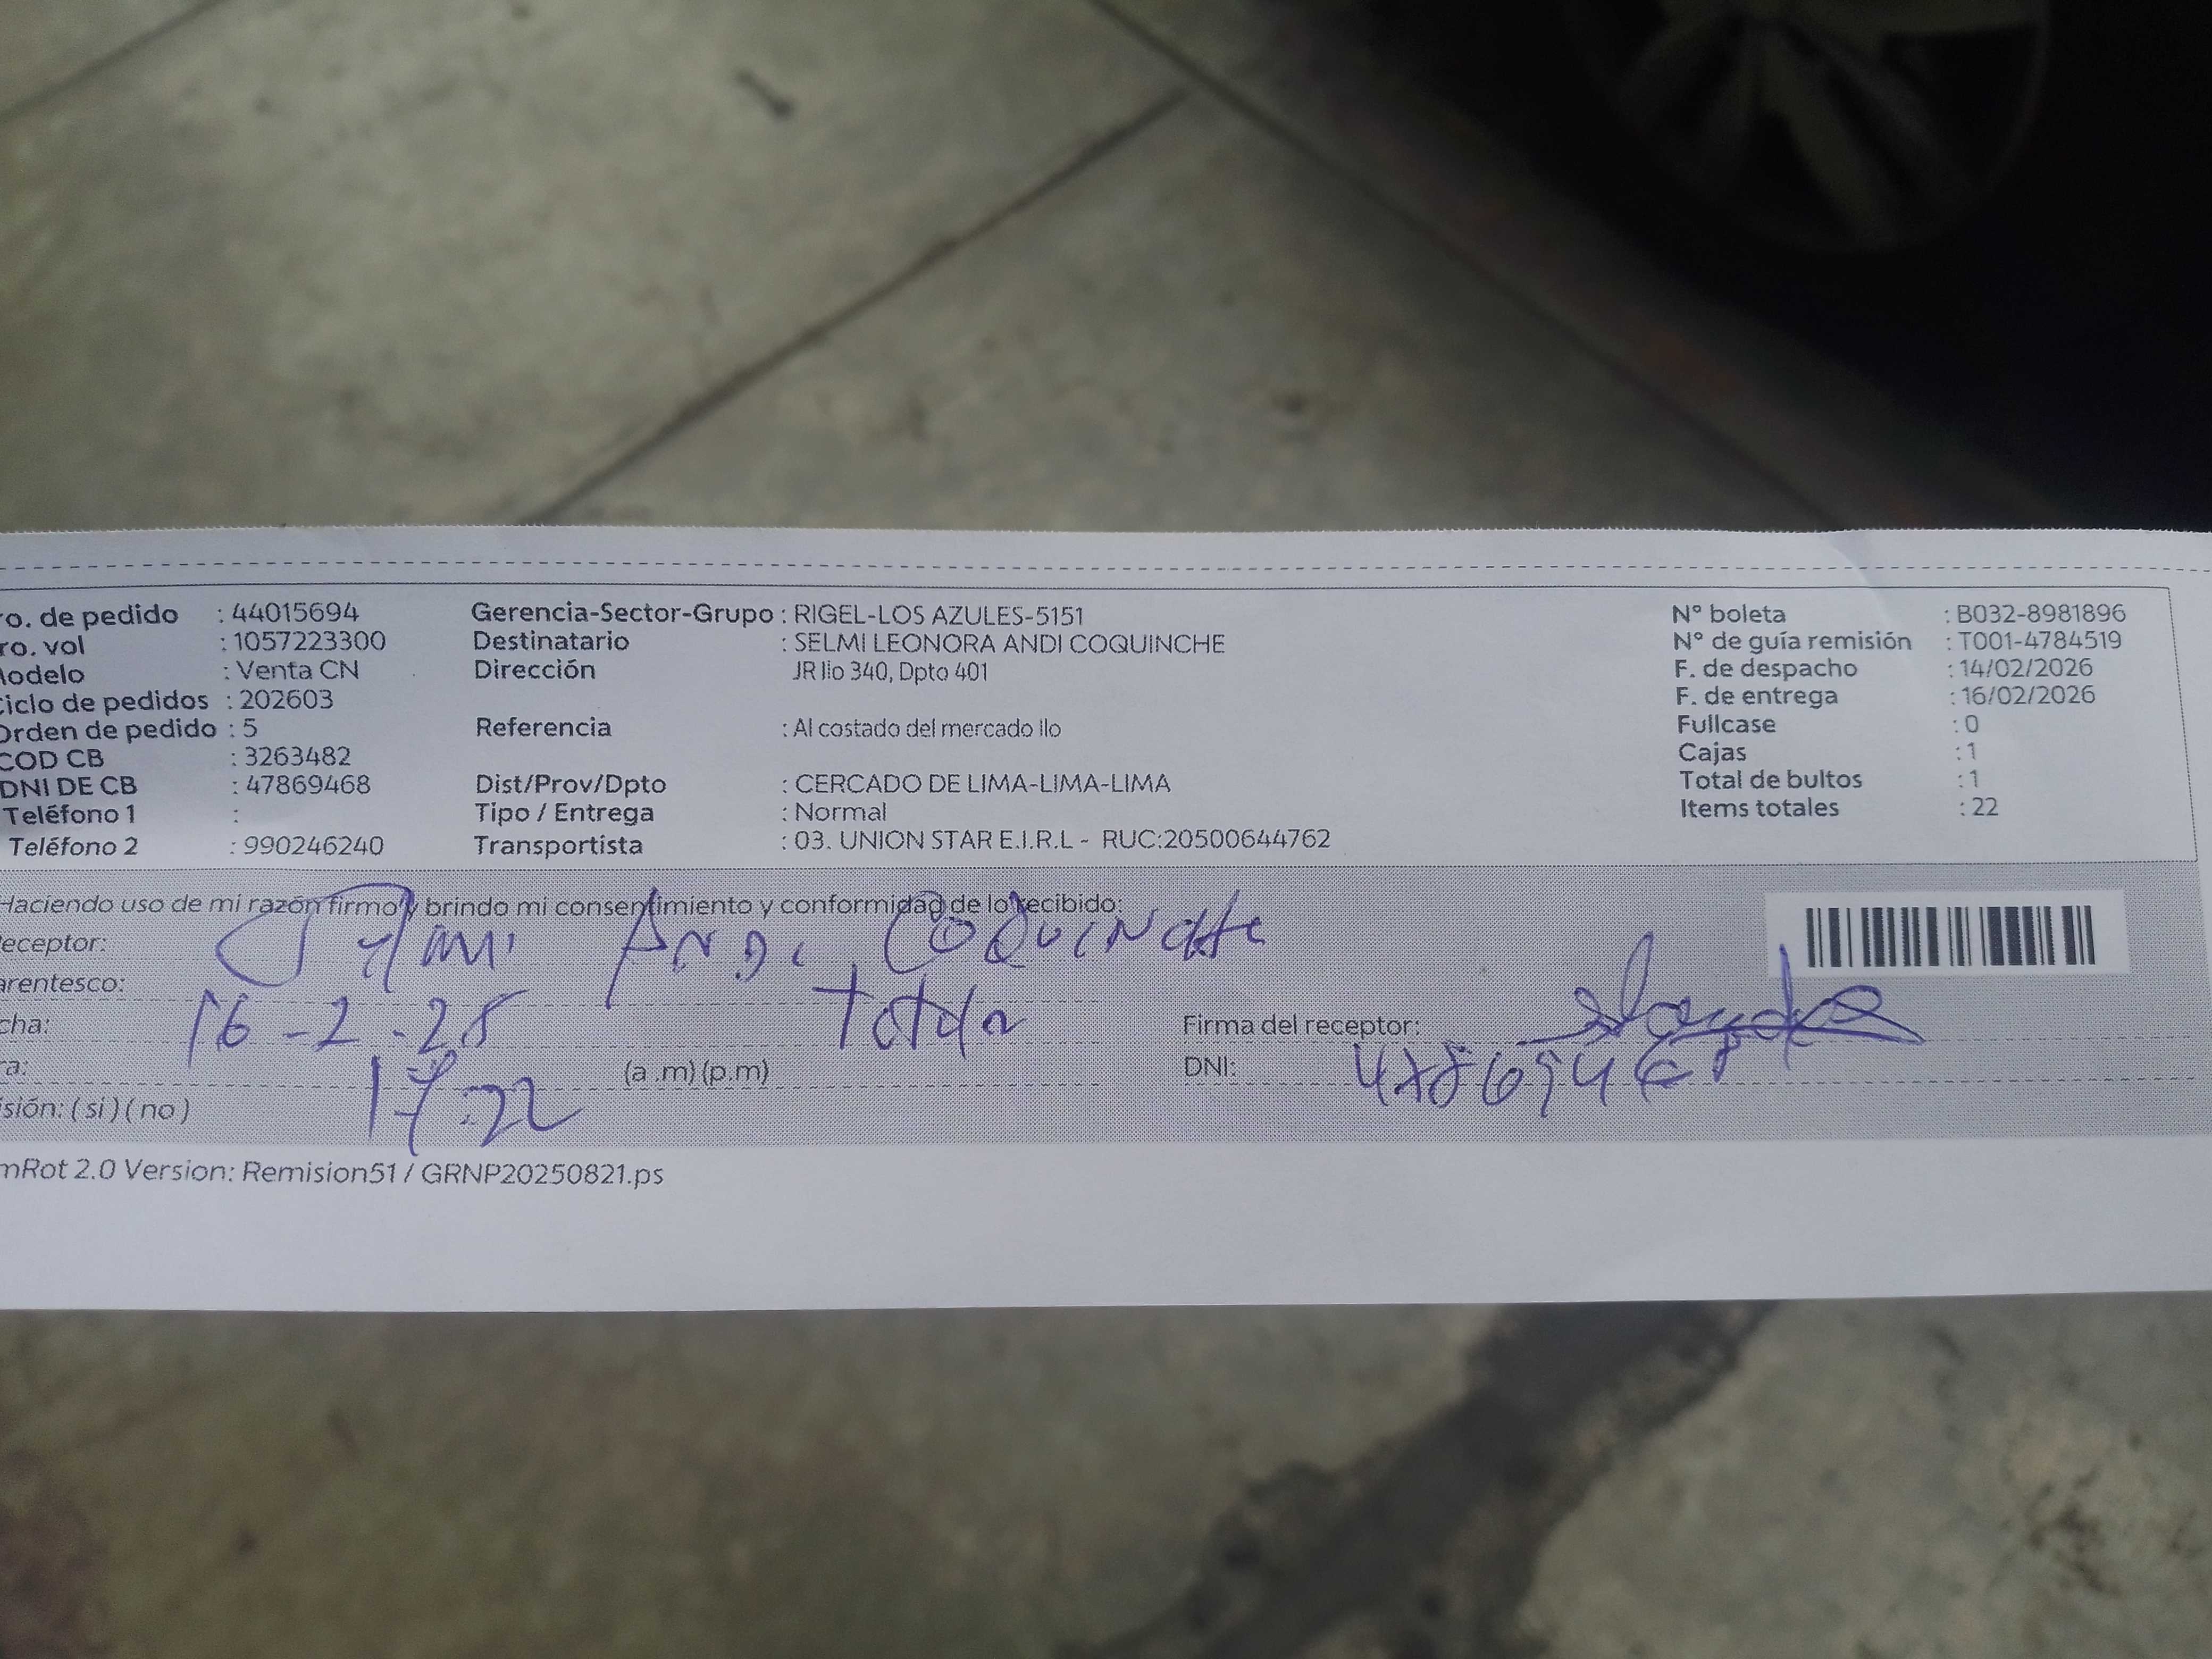 ro. de pedido : 44015694 Gerencia-Sector-Grupo : RIGEL-LOS AZULES-5151 N° boleta : B032-8981896
ro. vol : 1057223300 Destinatario : SELMI LEONORA ANDI COQUINCHE N° de guía remisión : T001-4784519
odelo : Venta CN Dirección JR Ilo 340, Dpto 401 F. de despacho : 14/02/2026
Ciclo de pedidos : 202603 F. de entrega : 16/02/2026
Orden de pedido : 5 Referencia : Al costado del mercado Ilo Fullcase : 0
COD CB : 3263482 Cajas : 1
DNI DE CB : 47869468 Dist/Prov/Dpto : CERCADO DE LIMA-LIMA-LIMA Total de bultos : 1
Teléfono 1 : Tipo / Entrega : Normal Items totales : 22
Teléfono 2 : 990246240 Transportista : 03. UNION STAR E.I.R.L - RUC:20500644762
Haciendo uso de mi razón firmo y brindo mi consentimiento y conformidad de lo recibido:
eceptor: Selmi Andi Coquinche
arentesco: Totola
cha: 16-2-25 Firma del receptor:
ra: 17:22 (a .m) (p.m) DNI: 47869468
isión: ( si ) ( no )
mRot 2.0 Version: Remision51 / GRNP20250821.ps